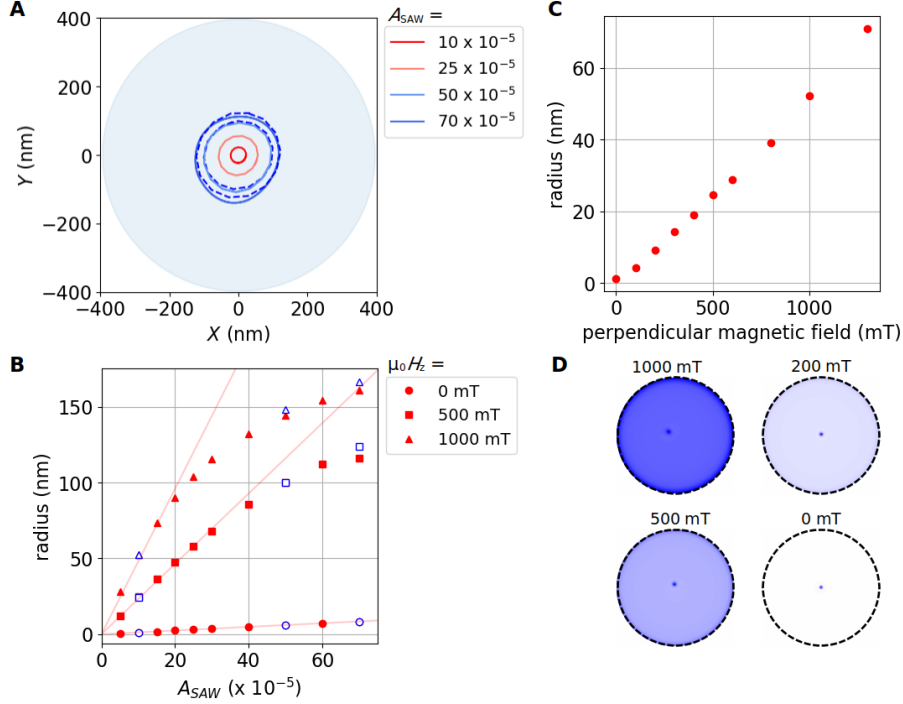 A
A_SAW =
10 x 10⁻⁵
25 x 10⁻⁵
50 x 10⁻⁵
70 x 10⁻⁵
400
200
0
−200
−400
Y (nm)
−400 −200 0 200 400
X (nm)
C
60
40
20
0
radius (nm)
0 500 1000
perpendicular magnetic field (mT)
B
μ₀H_z =
0 mT
500 mT
1000 mT
150
100
50
0
radius (nm)
0 20 40 60
A_SAW (x 10⁻⁵)
D
1000 mT
200 mT
500 mT
0 mT